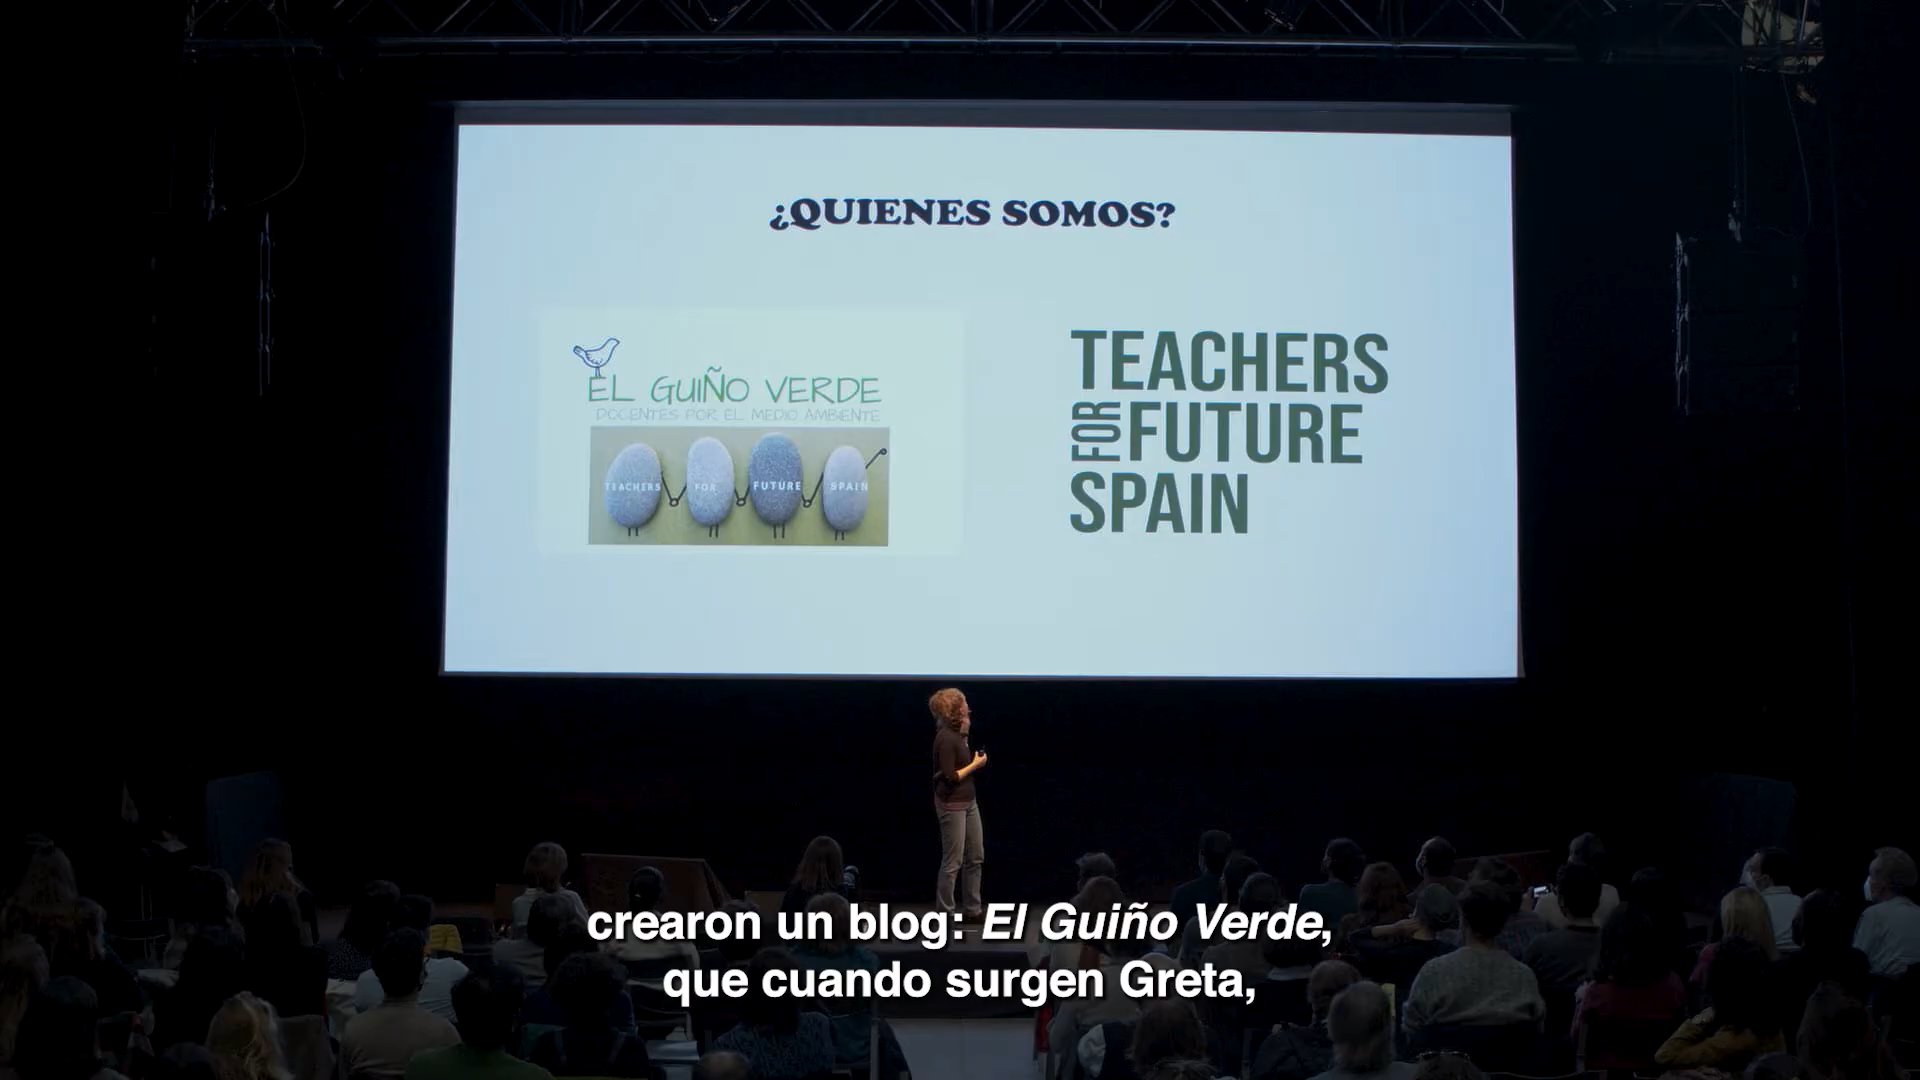 ¿QUIENES SOMOS?
EL GUIÑO VERDE
DOCENTES POR EL MEDIO AMBIENTE
TEACHERS FOR FUTURE SPAIN
TEACHERS
FOR FUTURE
SPAIN
crearon un blog: El Guiño Verde,
que cuando surgen Greta,